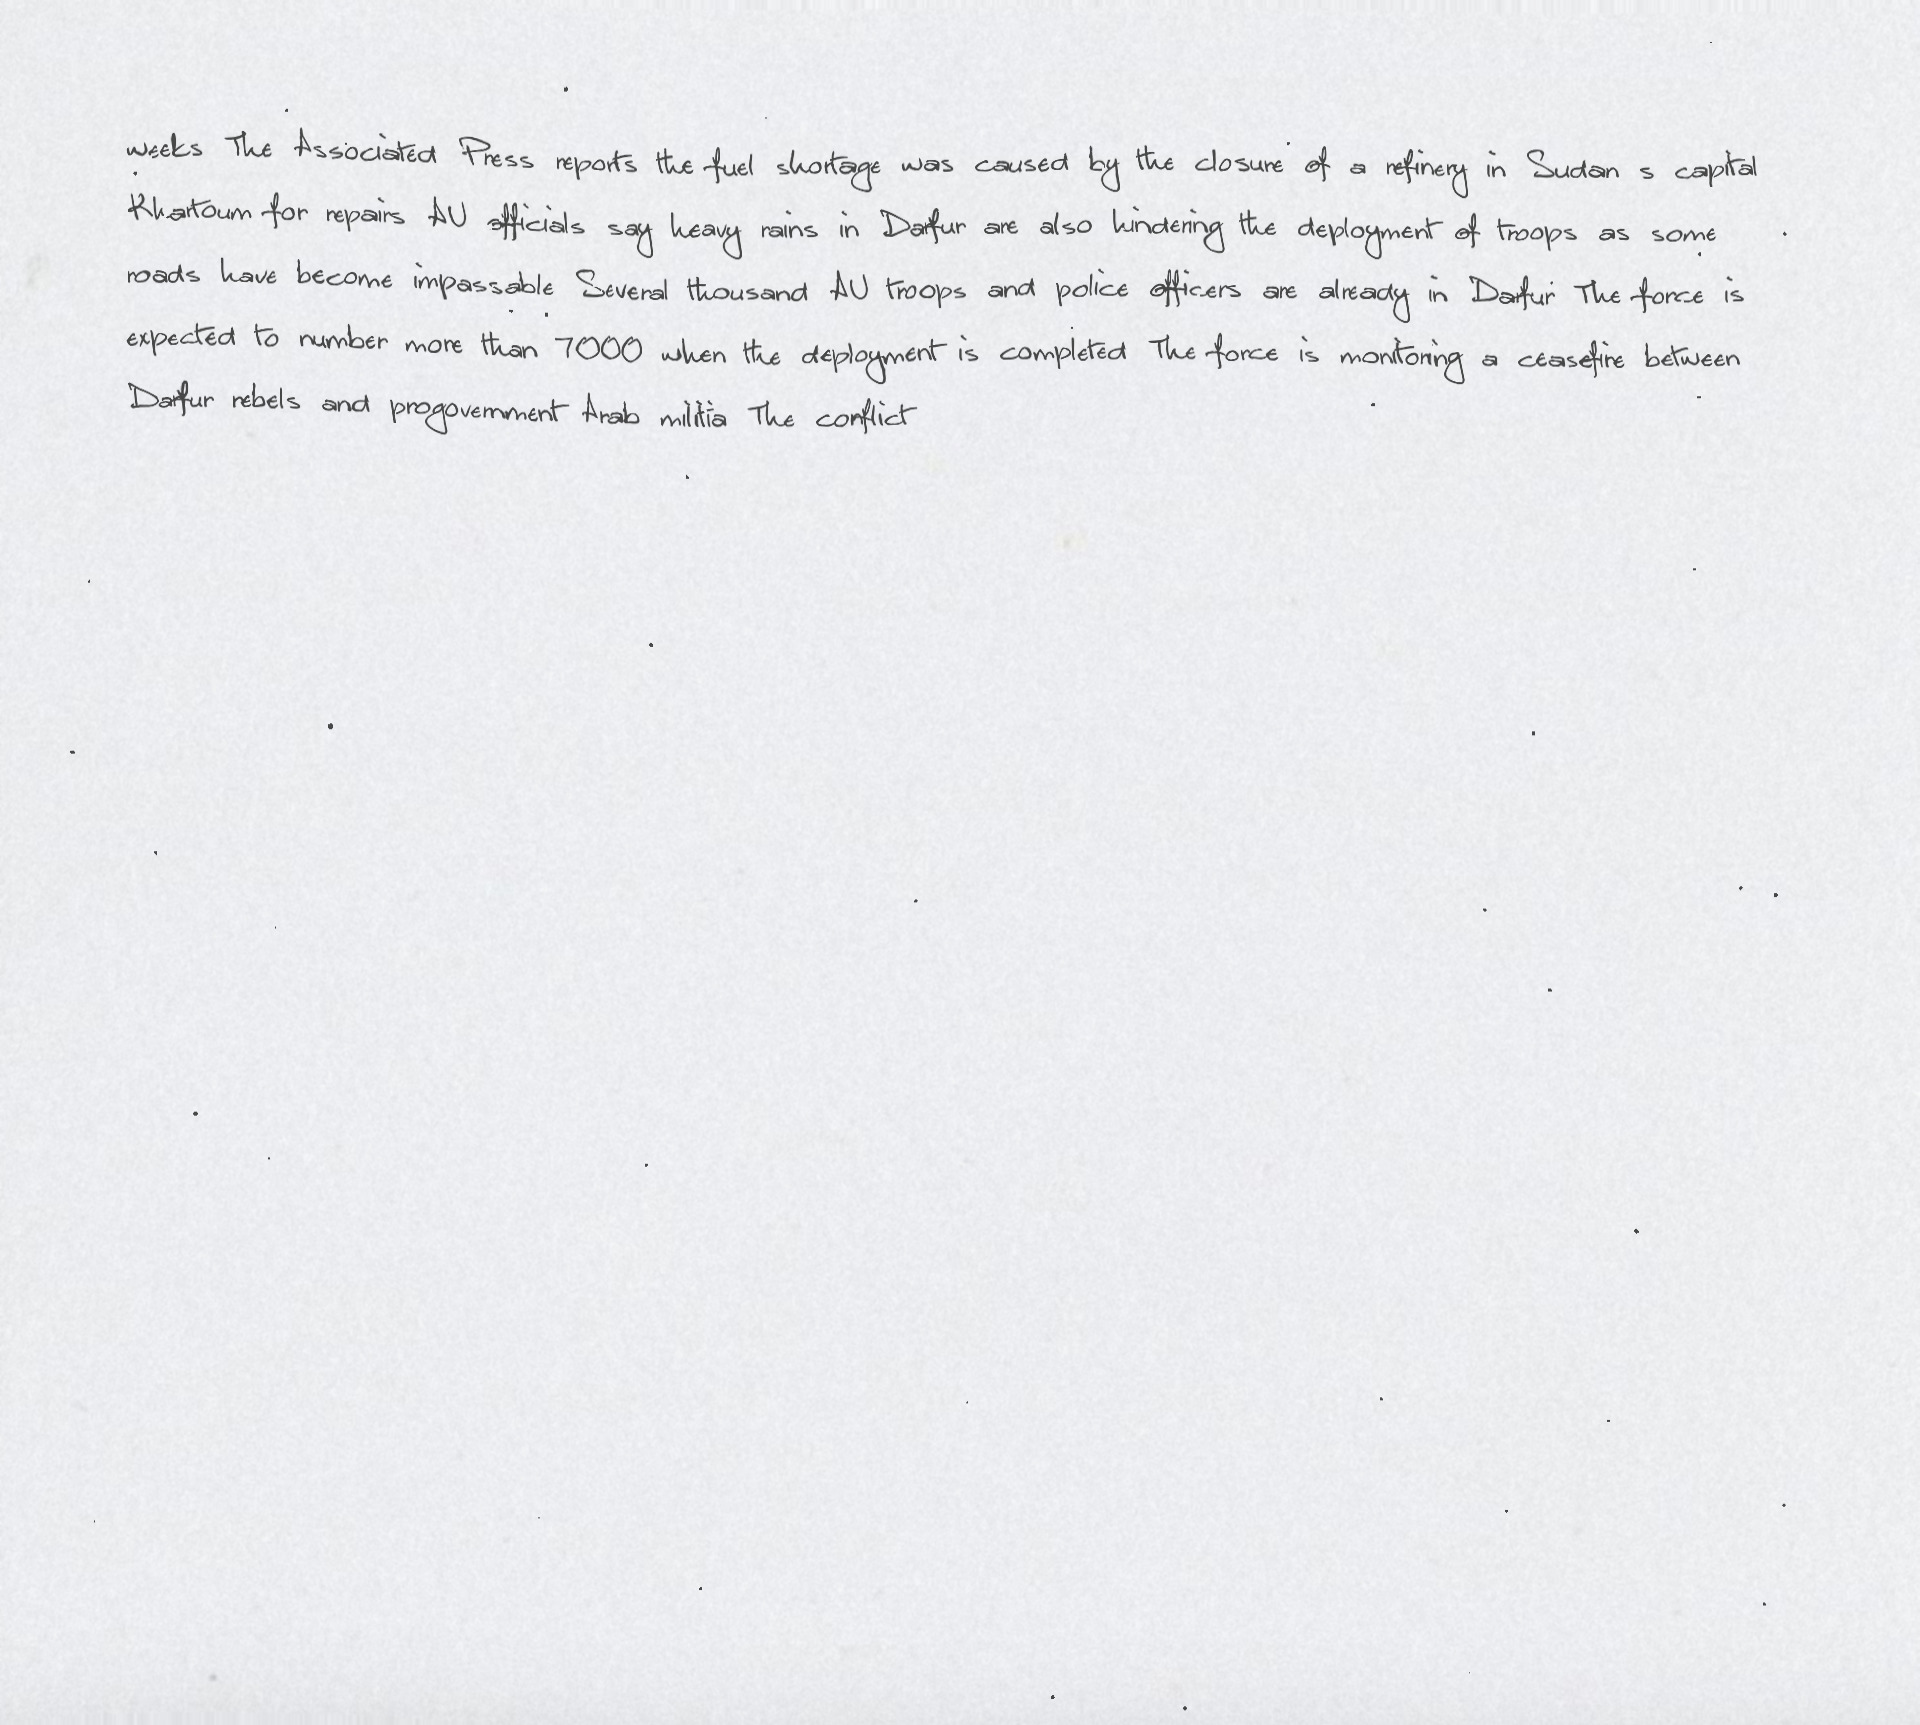 weeks The Associated Press reports the fuel shortage was caused by the closure of a refinery in Sudan s capital
Khartoum for repairs AU officials say heavy rains in Darfur are also hindering the deployment of troops as some
roads have become impassable Several thousand AU troops and police officers are already in Darfur The force is
expected to number more than 7000 when the deployment is completed The force is monitoring a ceasefire between
Darfur rebels and progovernment Arab militia The conflict